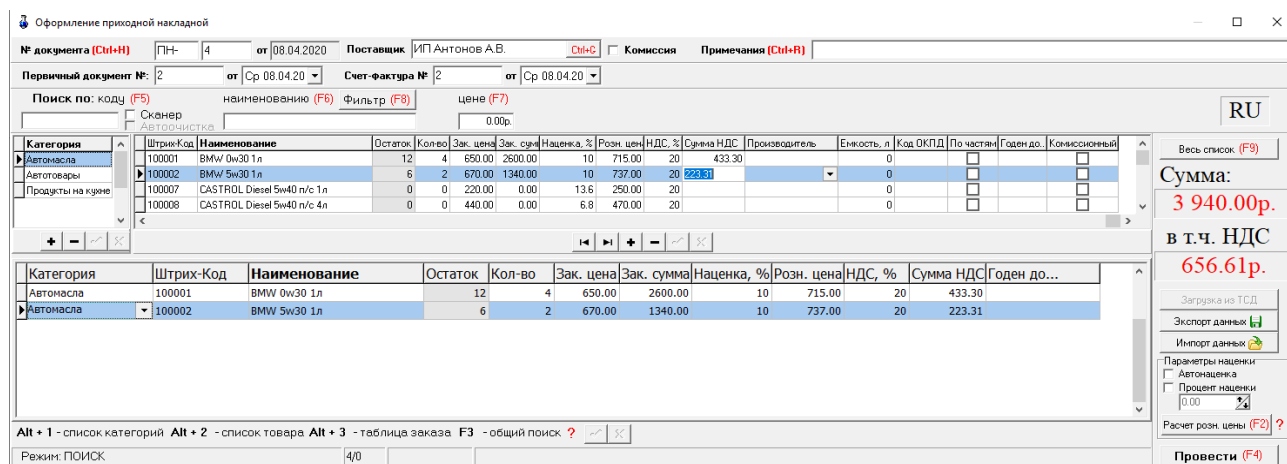 Оформление приходной накладной
№ документа (Ctrl+H) ПН- 4 от 08.04.2020 Поставщик ИП Антонов А.В. Ctrl+G Комиссия Примечания (Ctrl+R)
Первичный документ №: 2 от Ср 08.04.20 Счет-фактура № 2 от Ср 08.04.20
Поиск по: коду (F5) наименованию (F6) Фильтр (F8) цене (F7)
Сканер
Автоочистка 0.00р.
RU
Категория
Автомасла
Автотовары
Продукты на кухне
Штрих-Код Наименование Остаток Кол-во Зак. цена Зак. сумм Наценка, % Розн. цена НДС, % Сумма НДС Производитель Емкость, л Код ОКПД По частям Годен до.. Комиссионный
100001 BMW 0w30 1л 12 4 650.00 2600.00 10 715.00 20 433.30 0
100002 BMW 5w30 1л 6 2 670.00 1340.00 10 737.00 20 223.31 0
100007 CASTROL Diesel 5w40 п/с 1л 0 0 220.00 0.00 13.6 250.00 20 0
100008 CASTROL Diesel 5w40 п/с 4л 0 0 440.00 0.00 6.8 470.00 20 0
Весь список (F9)
Сумма:
3 940.00р.
в т.ч. НДС
656.61р.
Категория Штрих-Код Наименование Остаток Кол-во Зак. цена Зак. сумма Наценка, % Розн. цена НДС, % Сумма НДС Годен до...
Автомасла 100001 BMW 0w30 1л 12 4 650.00 2600.00 10 715.00 20 433.30
Автомасла 100002 BMW 5w30 1л 6 2 670.00 1340.00 10 737.00 20 223.31
Загрузка из ТСД
Экспорт данных
Импорт данных
Параметры наценки
Автонаценка
Процент наценки
0.00
Расчет розн. цены (F2) ?
Alt + 1 - список категорий Alt + 2 - список товара Alt + 3 - таблица заказа F3 - общий поиск ?
Режим: ПОИСК 4/0
Провести (F4)